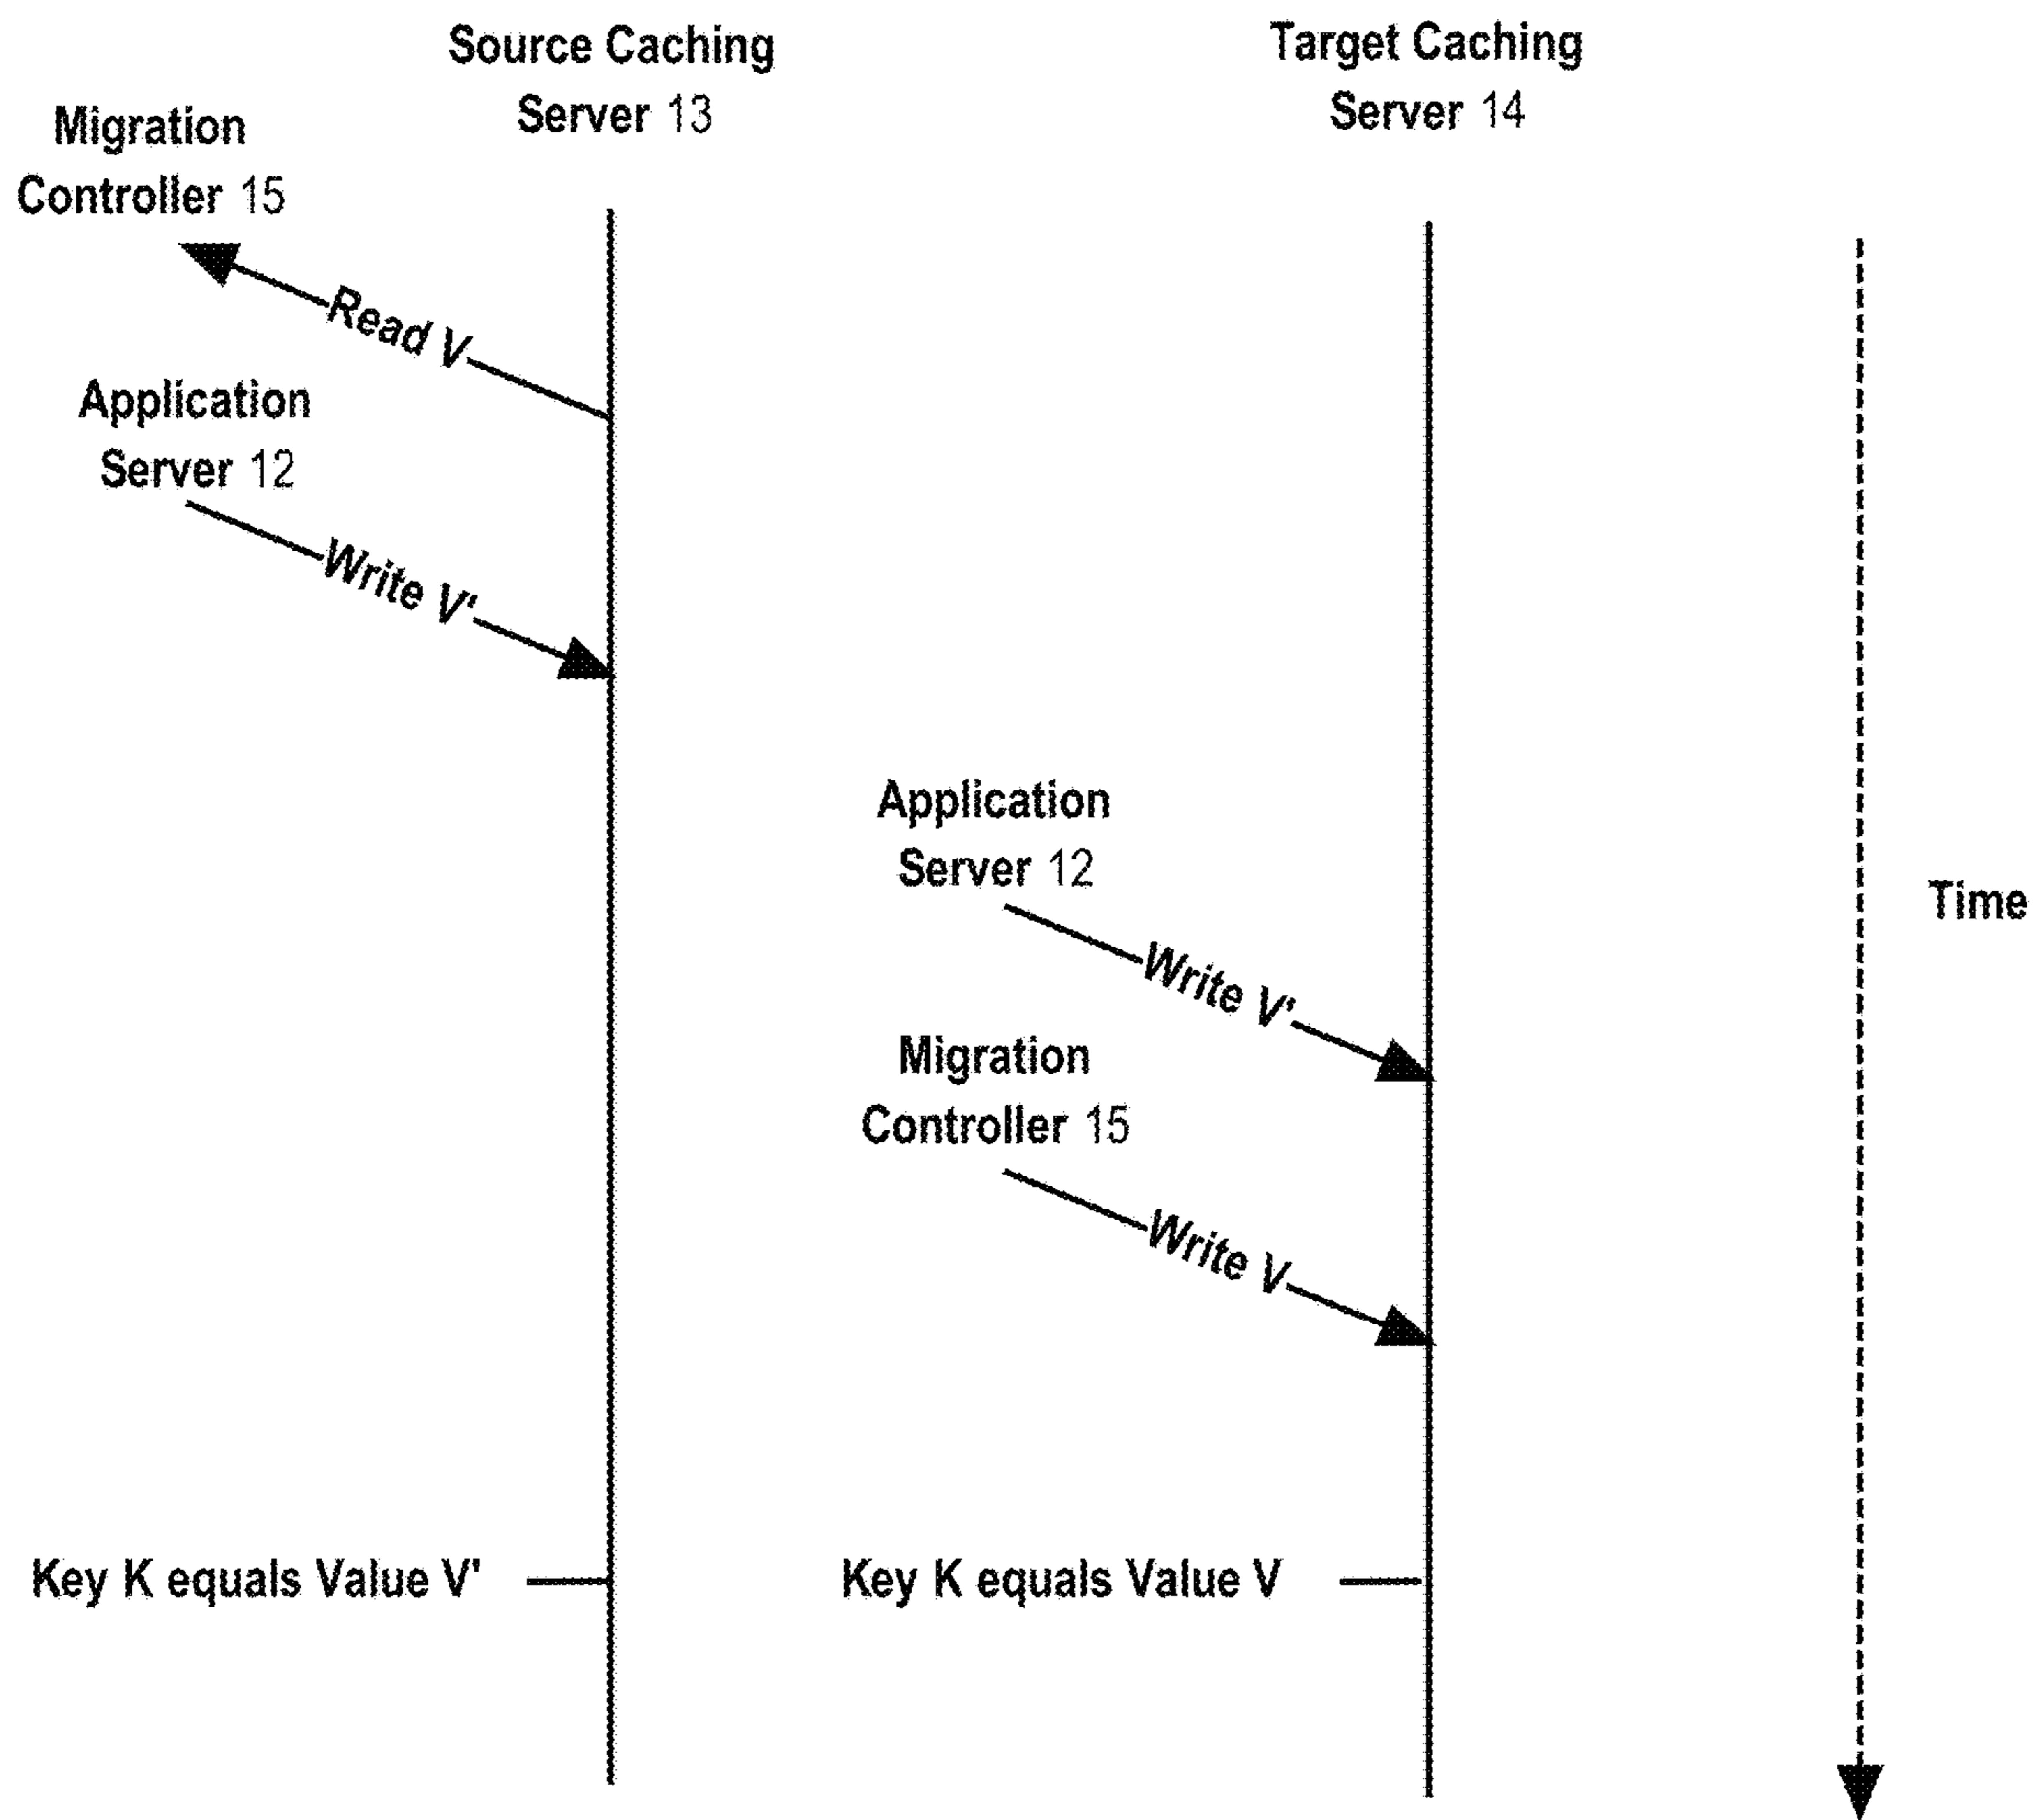 Source Caching
Server 13
Target Caching
Server 14
Migration
Controller 15
Read V
Application
Server 12
Write V'
Application
Server 12
Time
Write V'
Migration
Controller 15
Write V
Key K equals Value V'
Key K equals Value V